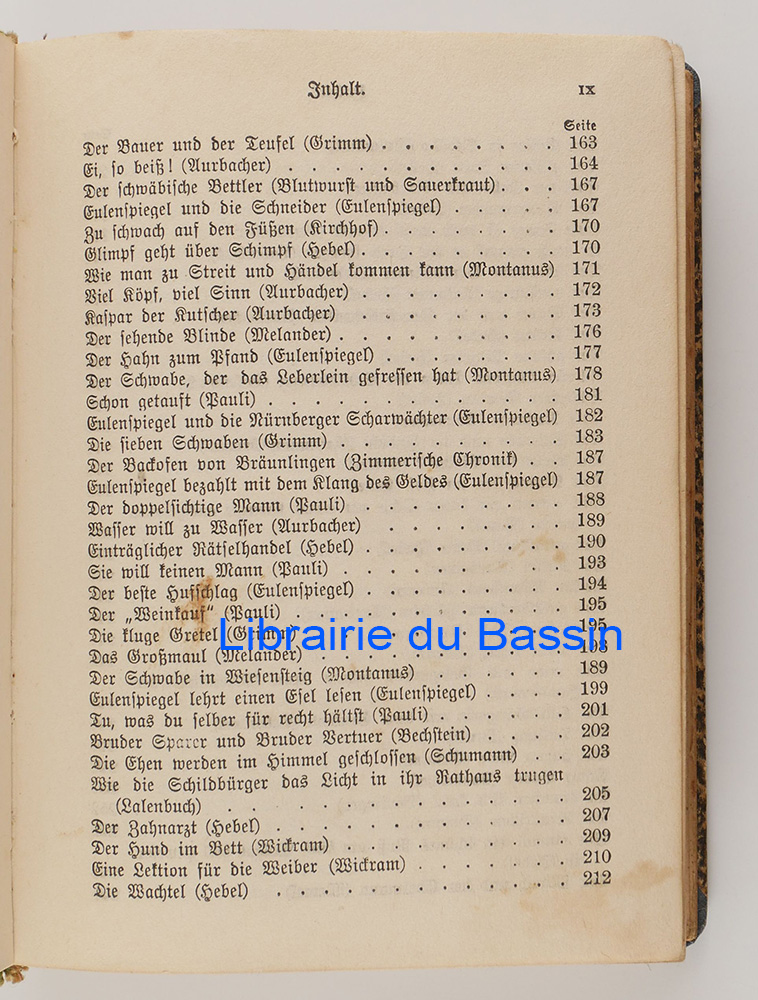 Inhalt. IX
Seite
Der Bauer und der Teufel (Grimm) . . . . . . . . 163
Ei, so beiß! (Aurbacher) . . . . . . . . . . . . 164
Der schwäbische Bettler (Blutwurst und Sauerkraut) . . . 167
Eulenspiegel und die Schneider (Eulenspiegel) . . . . . 167
Zu schwach auf den Füßen (Kirchhof) . . . . . . . . 170
Glimpf geht über Schimpf (Hebel) . . . . . . . . . 170
Wie man zu Streit und Händel kommen kann (Montanus) 171
Viel Köpf, viel Sinn (Aurbacher) . . . . . . . . . 172
Kaspar der Kutscher (Aurbacher) . . . . . . . . . 173
Der sehende Blinde (Melander) . . . . . . . . . . 176
Der Hahn zum Pfand (Eulenspiegel) . . . . . . . . 177
Der Schwabe, der das Leberlein gefressen hat (Montanus) 178
Schon getauft (Pauli) . . . . . . . . . . . . . 181
Eulenspiegel und die Nürnberger Scharwächter (Eulenspiegel) 182
Die sieben Schwaben (Grimm) . . . . . . . . . . 183
Der Backofen von Bräunlingen (Zimmerische Chronik) . . 187
Eulenspiegel bezahlt mit dem Klang des Geldes (Eulenspiegel) 187
Der doppelsichtige Mann (Pauli) . . . . . . . . . 188
Wasser will zu Wasser (Aurbacher) . . . . . . . . 189
Einträglicher Rätselhandel (Hebel) . . . . . . . . . 190
Sie will keinen Mann (Pauli) . . . . . . . . . 193
Der beste Hufschlag (Eulenspiegel) . . . . . . . . . 194
Der „Weinkauf“ (Pauli) . . . . . . . . . . . . 195
Die kluge Gretel (Grimm) . . . . . . . . . . . 195
Librairie du Bassin
Das Großmaul (Melander) . . . . . . . . . . . 198
Der Schwabe in Wiesensteig (Montanus) . . . . . . 189
Eulenspiegel lehrt einen Esel lesen (Eulenspiegel) . . . . 199
Tu, was du selber für recht hältst (Pauli) . . . . . . 201
Bruder Sparer und Bruder Vertuer (Bechstein) . . . . 202
Die Ehen werden im Himmel geschlossen (Schumann) . . 203
Wie die Schildbürger das Licht in ihr Rathaus trugen
(Lalenbuch) . . . . . . . . . . . . . . 205
Der Zahnarzt (Hebel) . . . . . . . . . . . . . 207
Der Hund im Bett (Wickram) . . . . . . . . . . 209
Eine Lektion für die Weiber (Wickram) . . . . . . . 210
Die Wachtel (Hebel) . . . . . . . . . . . . . 212